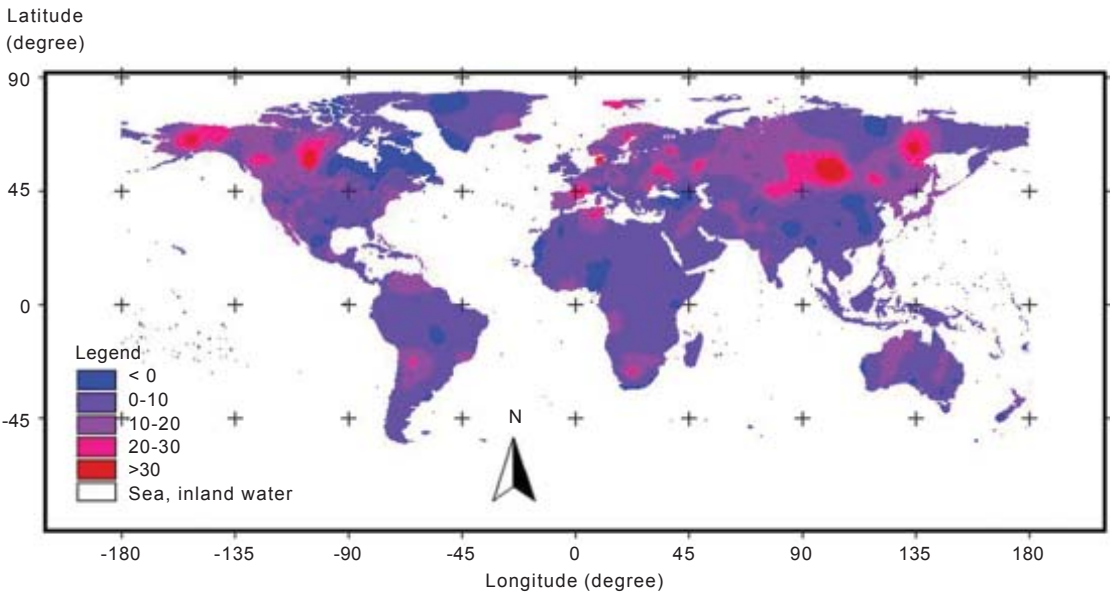 Latitude
(degree)
90
45
0
-45
Legend
< 0
0-10
10-20
20-30
>30
Sea, inland water
N
-180 -135 -90 -45 0 45 90 135 180
Longitude (degree)